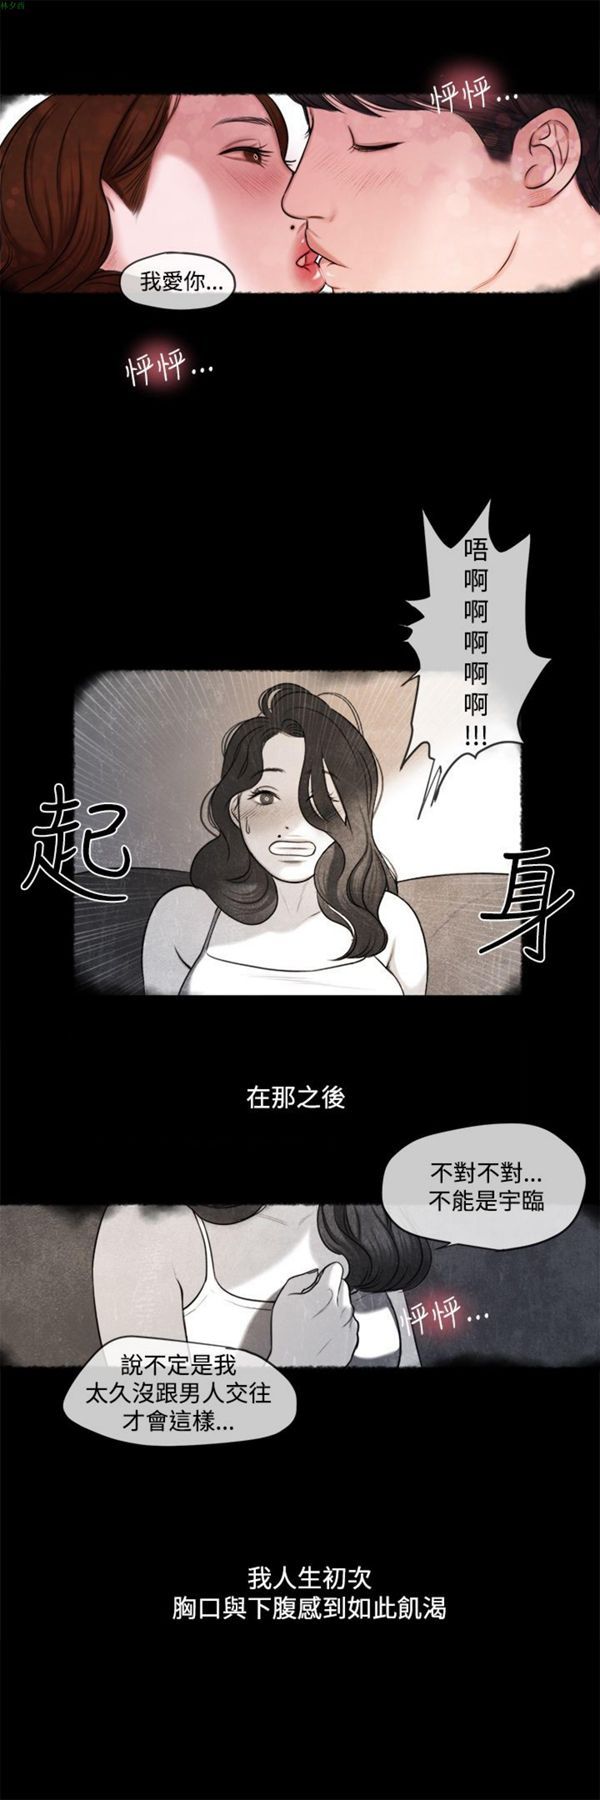 林夕西
怦怦...
我愛你...
怦怦...
唔啊啊啊啊啊!!!
起身
在那之後
不對不對...
不能是宇臨
怦怦...
說不定是我
太久沒跟男人交往
才會這樣...
我人生初次
胸口與下腹感到如此飢渴